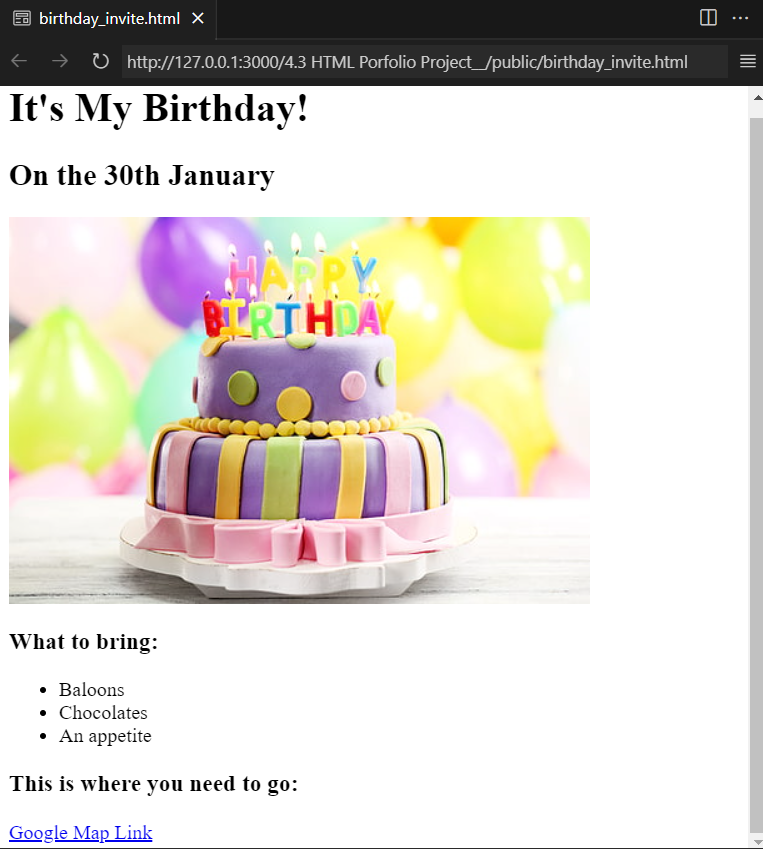 birthday_invite.html
http://127.0.0.1:3000/4.3 HTML Porfolio Project__/public/birthday_invite.html
It's My Birthday!
On the 30th January
HAPPY
BIRTHDAY
What to bring:
Baloons
Chocolates
An appetite
This is where you need to go:
Google Map Link